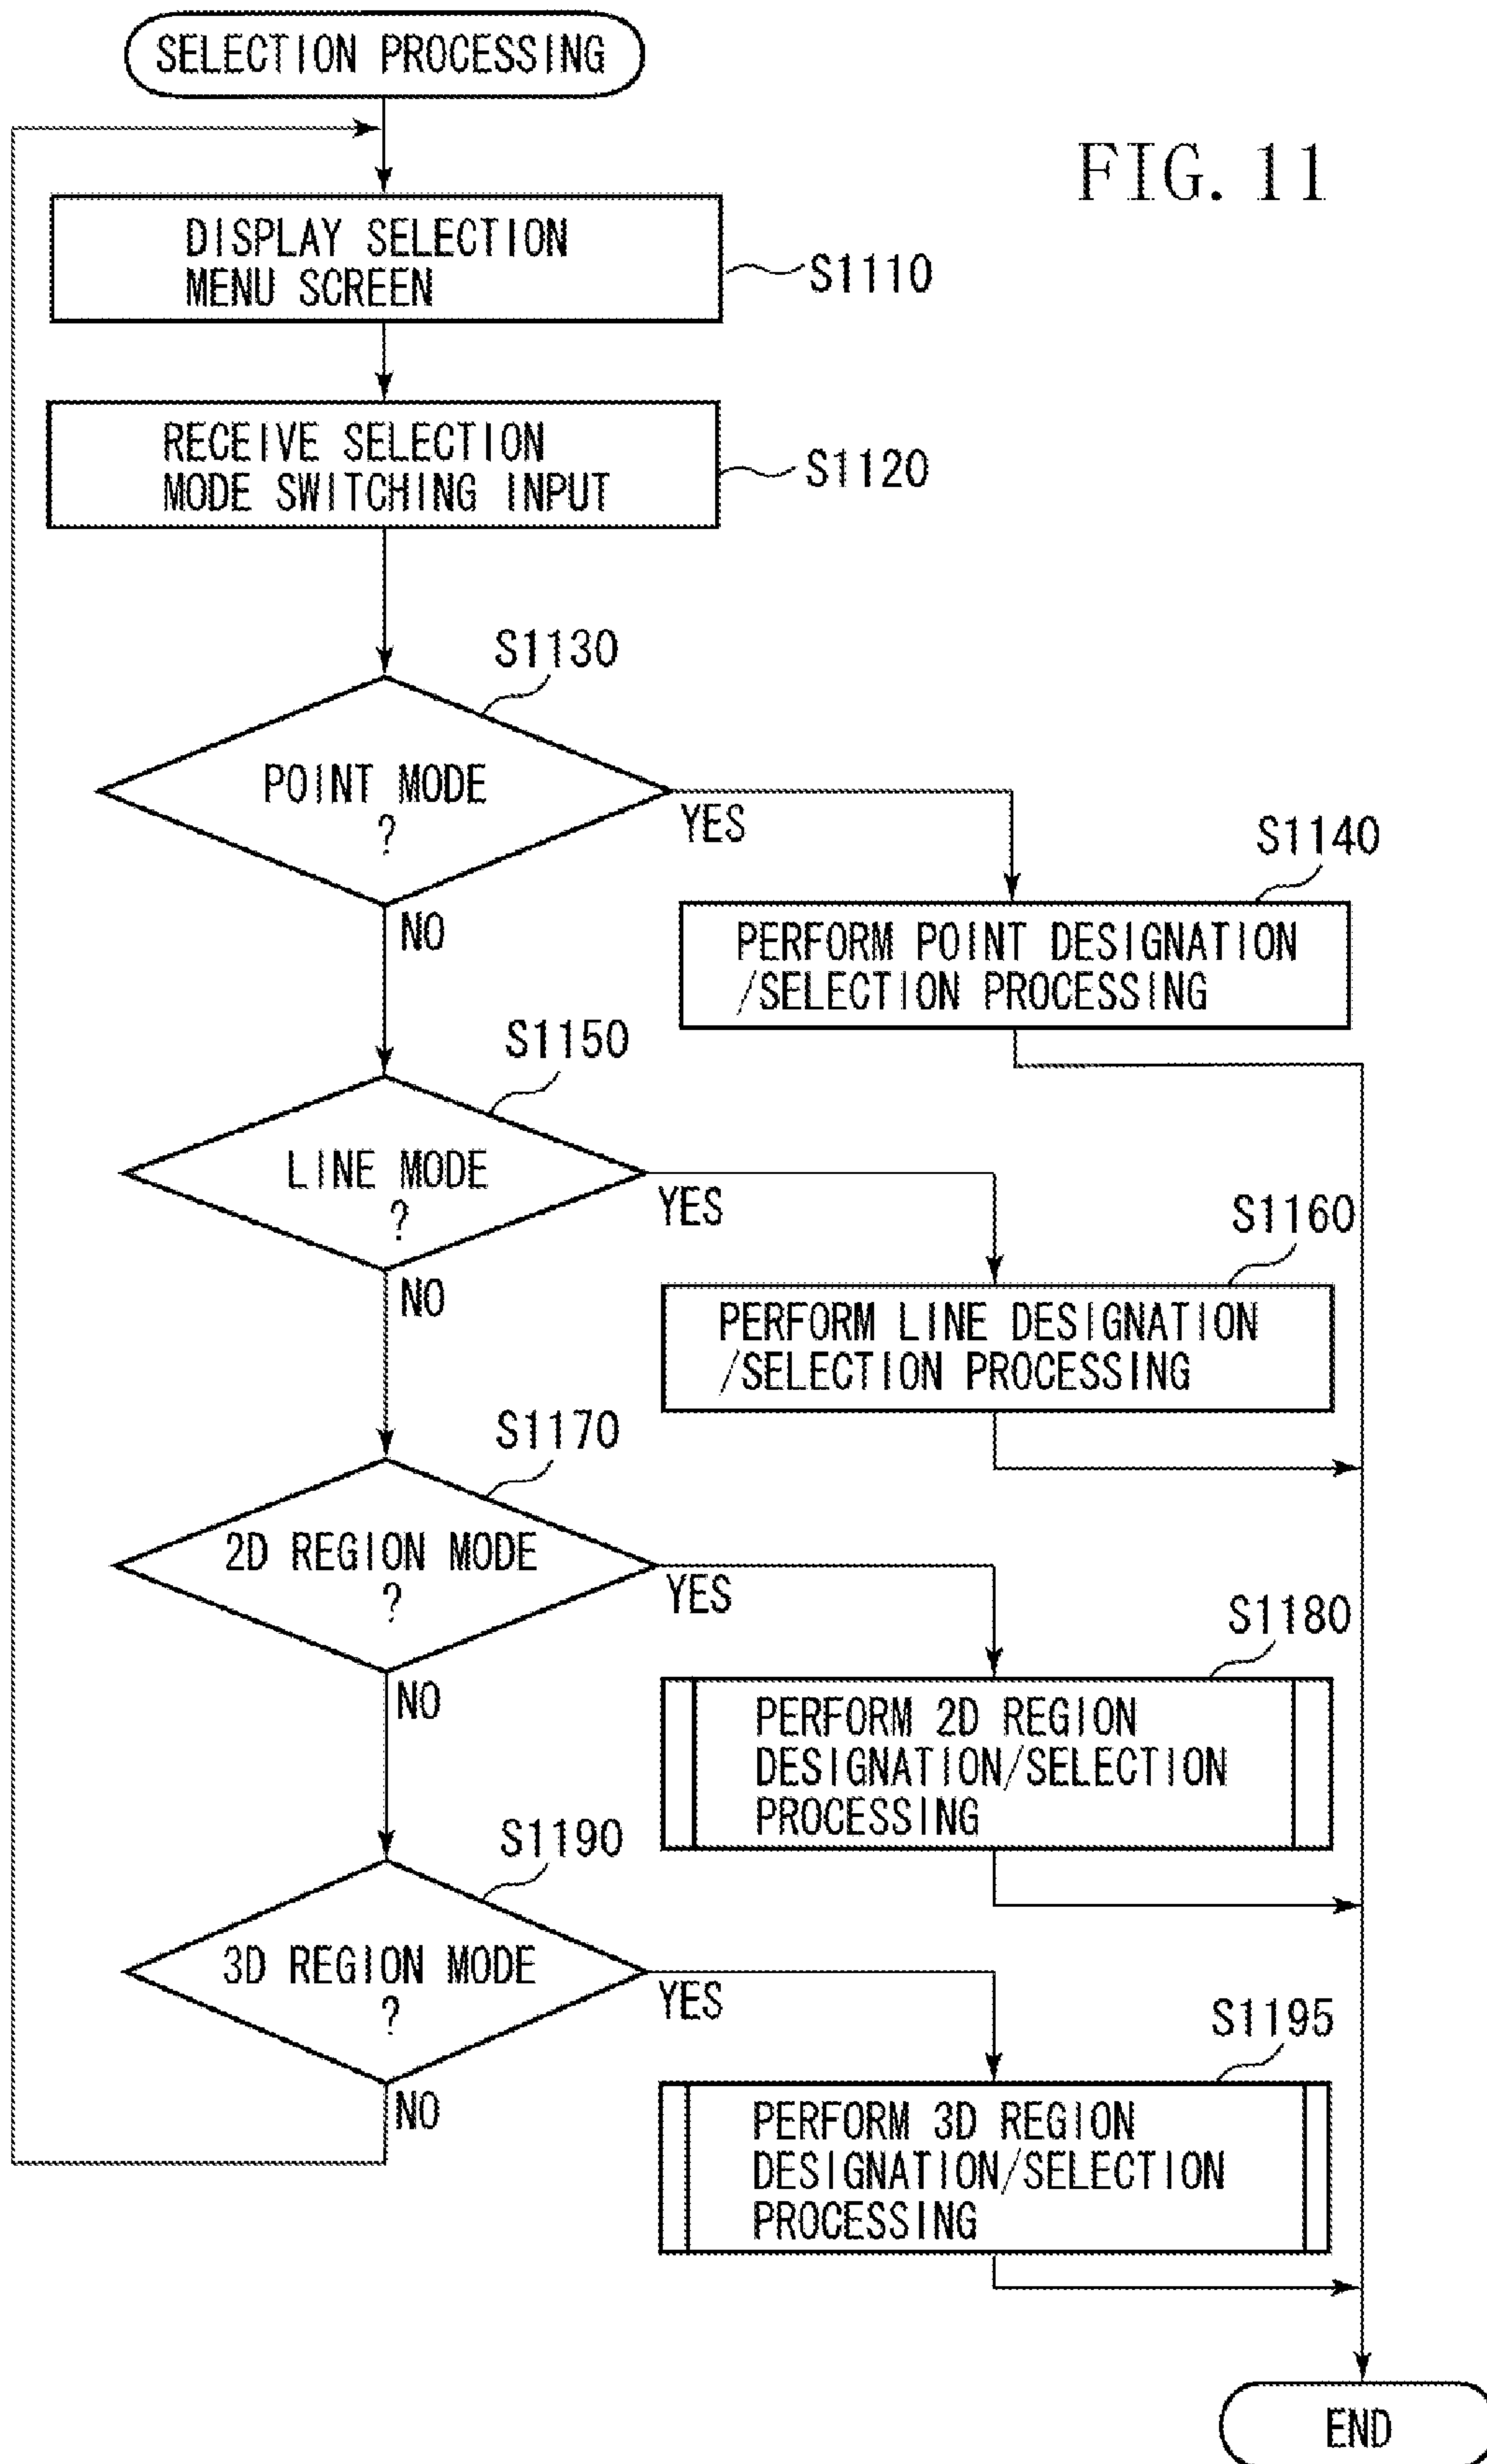 SELECTION PROCESSING
FIG. 11
DISPLAY SELECTION
MENU SCREEN
S1110
RECEIVE SELECTION
MODE SWITCHING INPUT
S1120
S1130
POINT MODE
?
YES
NO
S1140
PERFORM POINT DESIGNATION
/SELECTION PROCESSING
S1150
LINE MODE
?
YES
NO
S1160
PERFORM LINE DESIGNATION
/SELECTION PROCESSING
S1170
2D REGION MODE
?
YES
NO
S1180
PERFORM 2D REGION
DESIGNATION/SELECTION
PROCESSING
S1190
3D REGION MODE
?
YES
NO
S1195
PERFORM 3D REGION
DESIGNATION/SELECTION
PROCESSING
END